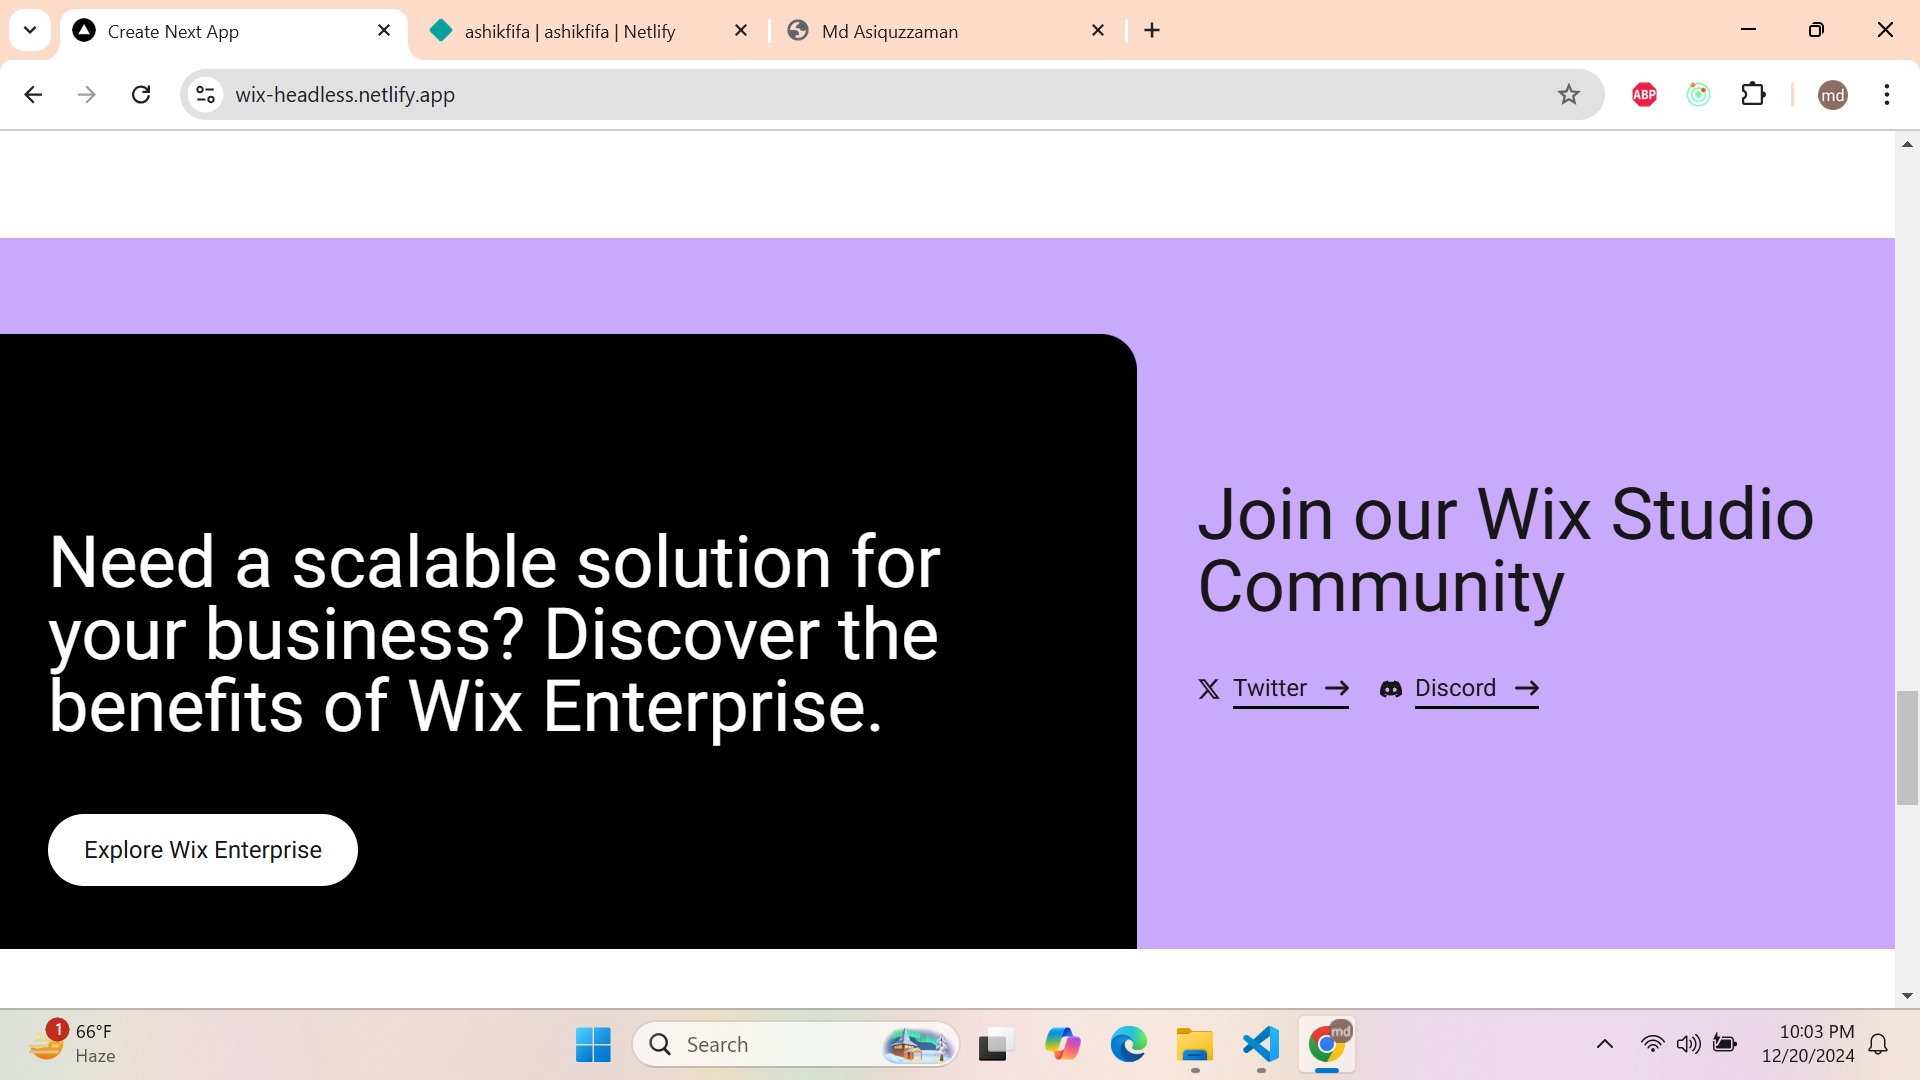 Create Next App
ashikfifa | ashikfifa | Netlify
Md Asiquzzaman
wix-headless.netlify.app
ABP
md
Need a scalable solution for
your business? Discover the
benefits of Wix Enterprise.
Explore Wix Enterprise
Join our Wix Studio
Community
Twitter
Discord
1
66°F
Haze
Search
md
10:03 PM
12/20/2024